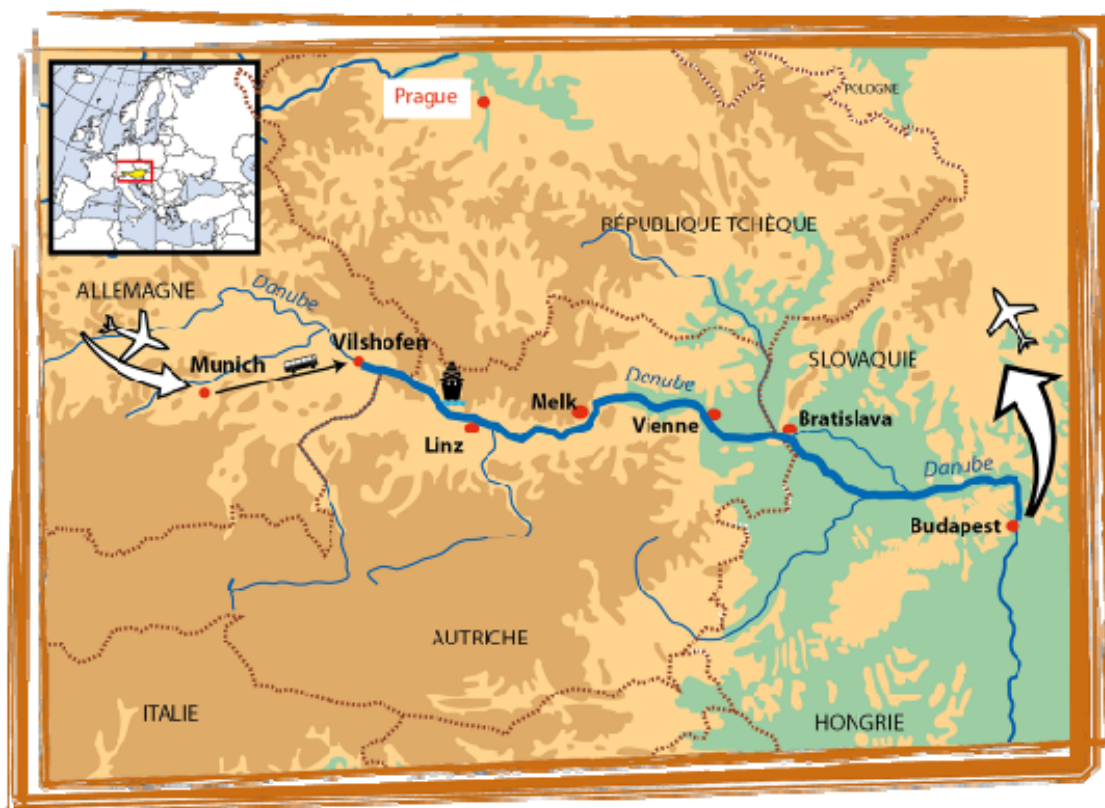 Prague
POLOGNE
RÉPUBLIQUE TCHÈQUE
ALLEMAGNE
Danube
Vilshofen
Munich
SLOVAQUIE
Melk
Danube
Vienne
Bratislava
Linz
Danube
Budapest
AUTRICHE
ITALIE
HONGRIE